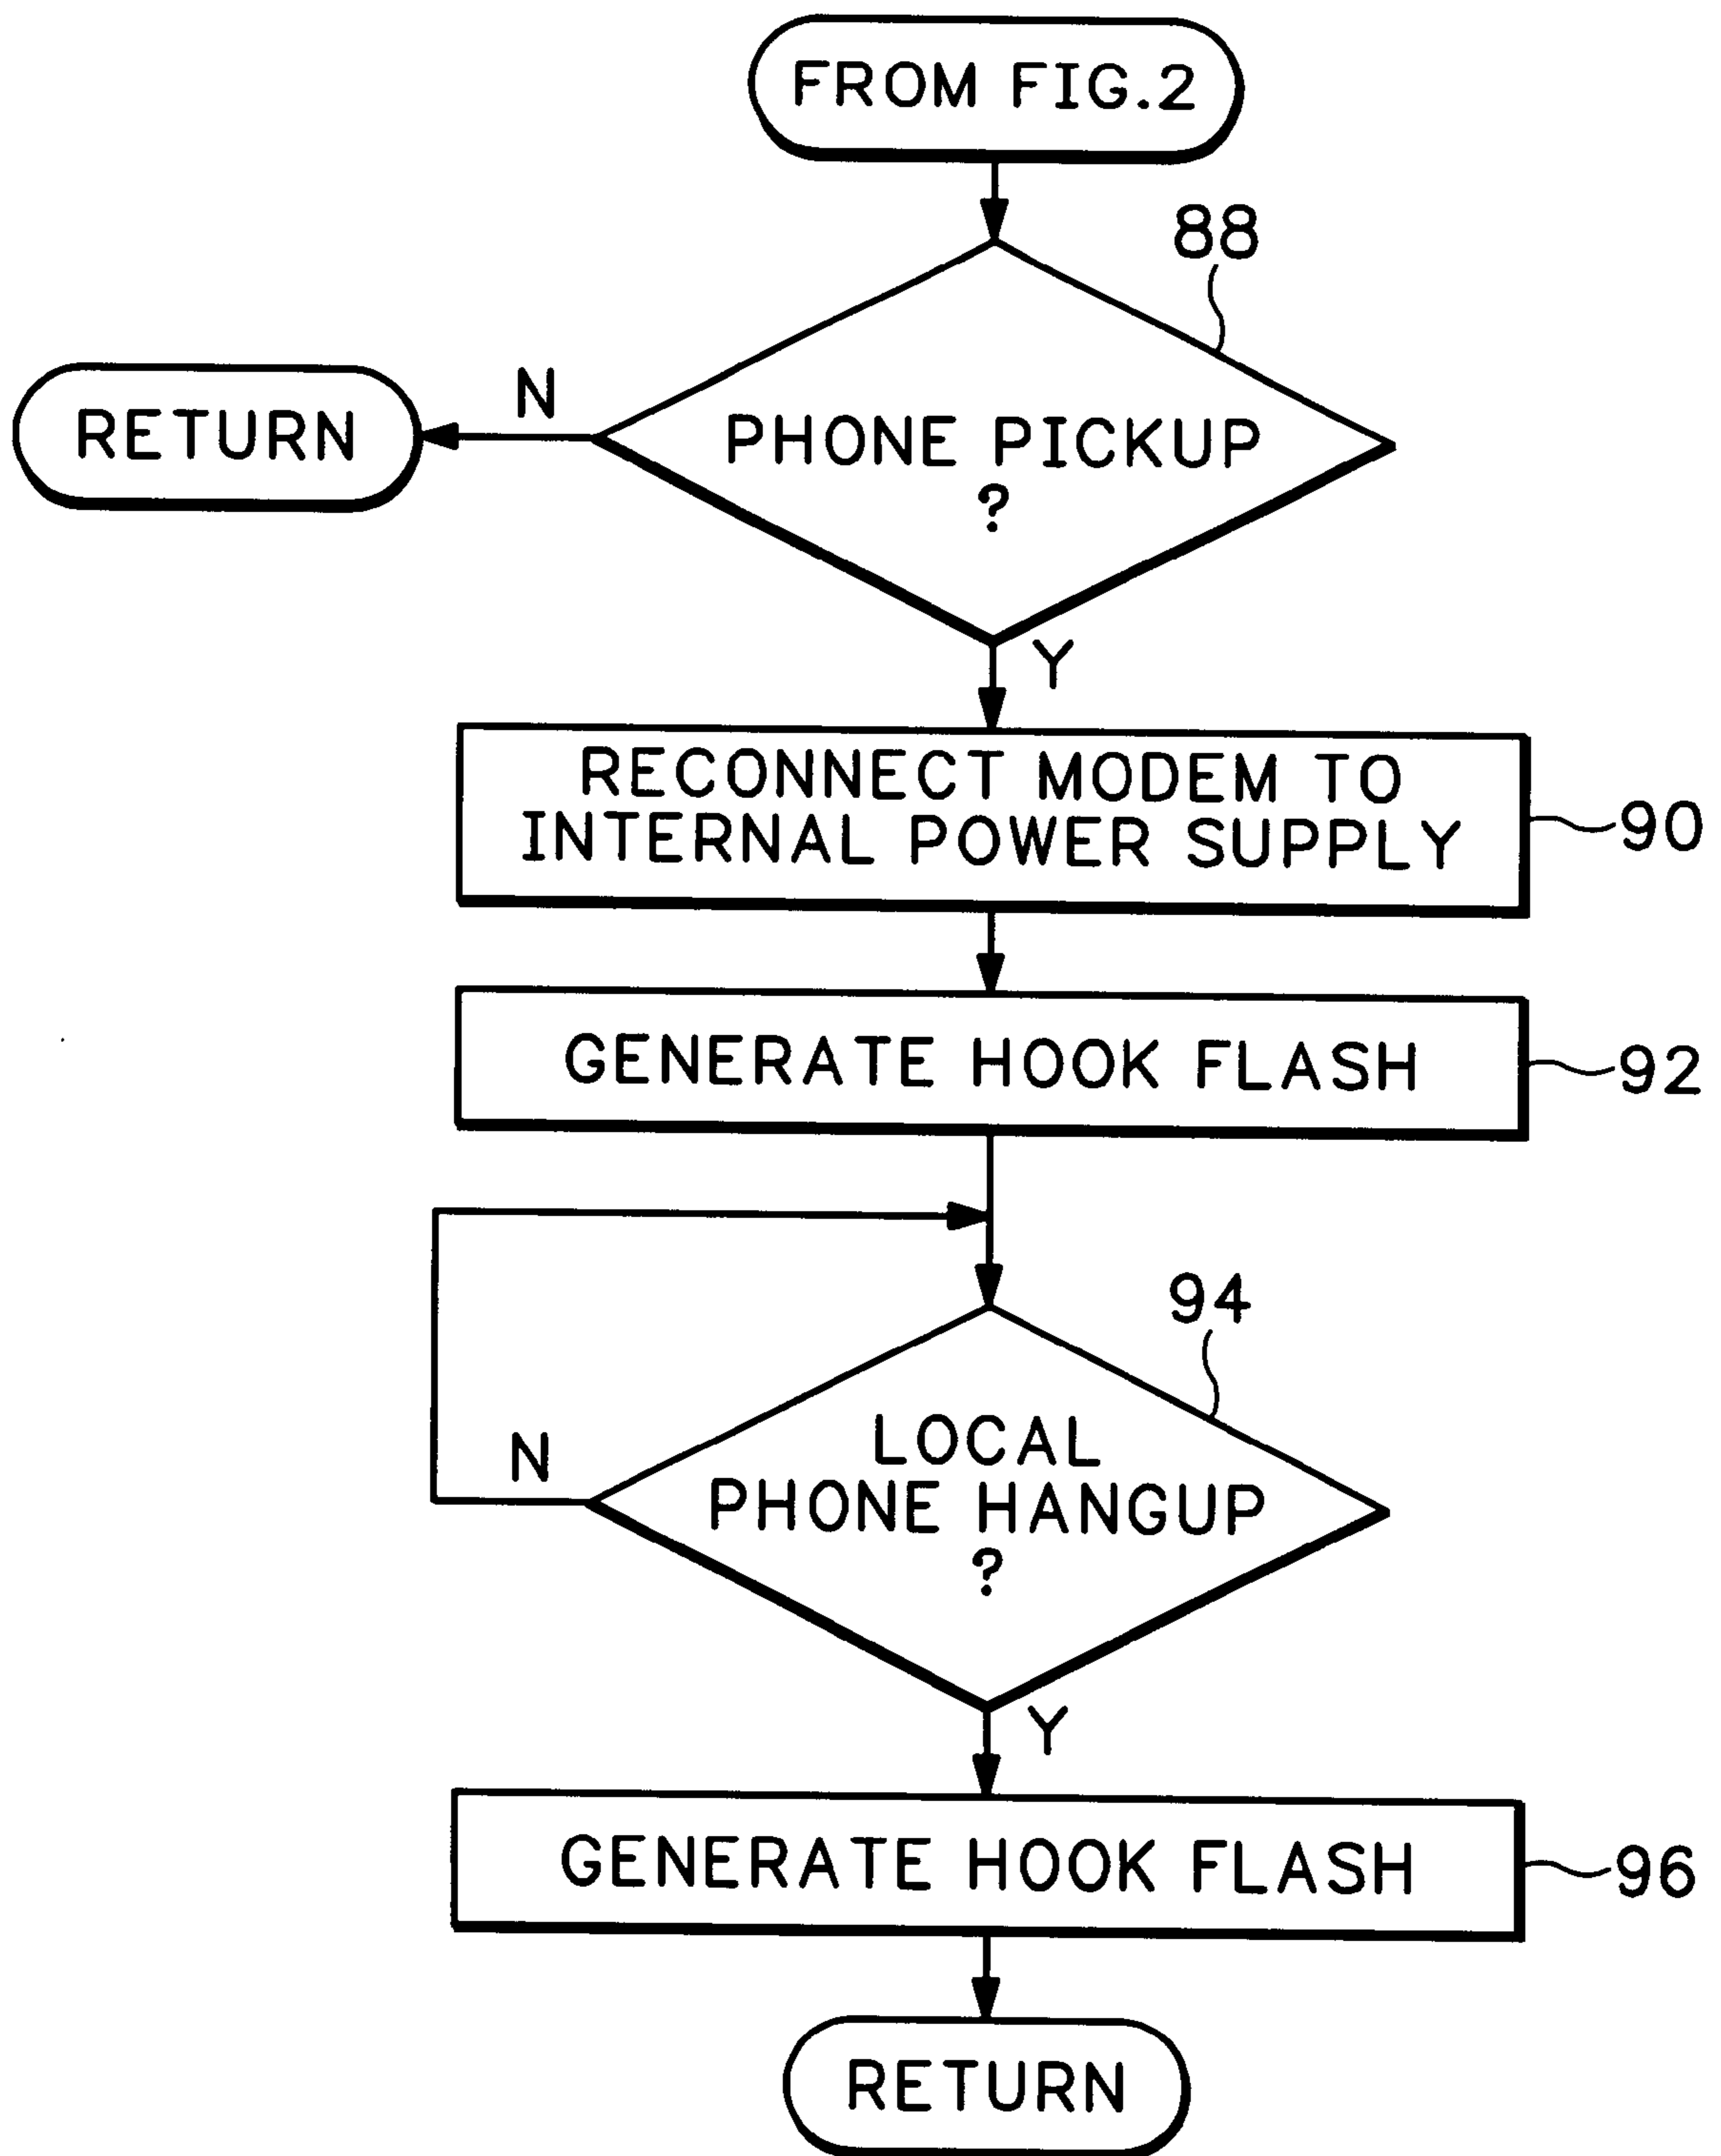 FROM FIG.2
88
N
RETURN
PHONE PICKUP
?
Y
RECONNECT MODEM TO
INTERNAL POWER SUPPLY
90
GENERATE HOOK FLASH
92
94
N
LOCAL
PHONE HANGUP
?
Y
GENERATE HOOK FLASH
96
RETURN